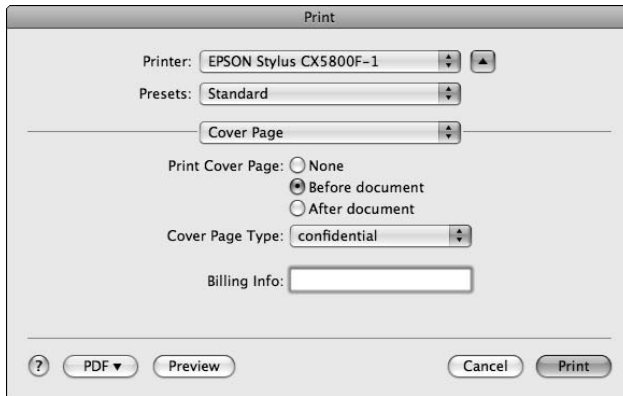 Print
Printer: EPSON Stylus CX5800F-1
Presets: Standard
Cover Page
Print Cover Page: None
Before document
After document
Cover Page Type: confidential
Billing Info:
? PDF ▼ Preview Cancel Print